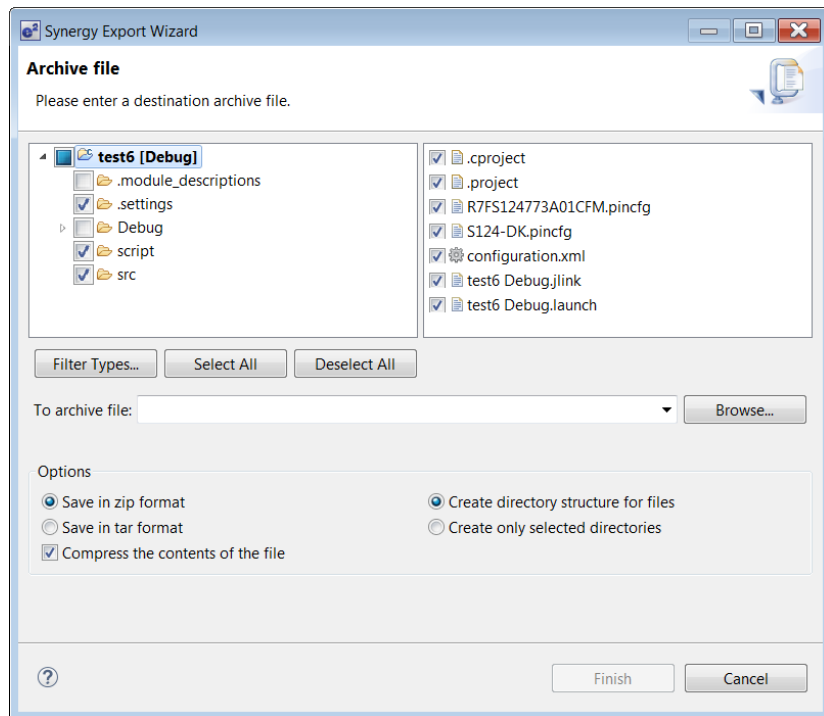 e² Synergy Export Wizard
Archive file
Please enter a destination archive file.
test6 [Debug]
.module_descriptions
.settings
Debug
script
src
.cproject
.project
R7FS124773A01CFM.pincfg
S124-DK.pincfg
configuration.xml
test6 Debug.jlink
test6 Debug.launch
Filter Types...
Select All
Deselect All
To archive file:
Browse...
Options
Save in zip format
Save in tar format
Compress the contents of the file
Create directory structure for files
Create only selected directories
?
Finish
Cancel